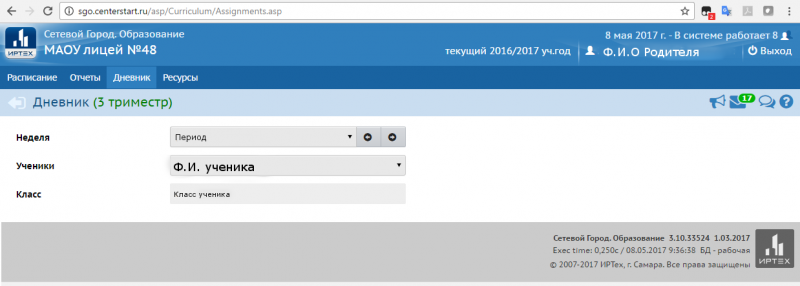 sgo.centerstart.ru/asp/Curriculum/Assignments.asp
2
Сетевой Город. Образование
8 мая 2017 г. - В системе работает 8
ИРТЕХ
МАОУ лицей №48
текущий 2016/2017 уч.год
Ф.И.О Родителя
Выход
Расписание Отчеты Дневник Ресурсы
Дневник (3 триместр)
17
Неделя
Период
Ученики
Ф.И. ученика
Класс
Класс ученика
Сетевой Город. Образование 3.10.33524 1.03.2017
Exec time: 0,250с / 08.05.2017 9:36:38 БД - рабочая
© 2007-2017 ИРТех, г. Самара. Все права защищены
ИРТЕХ